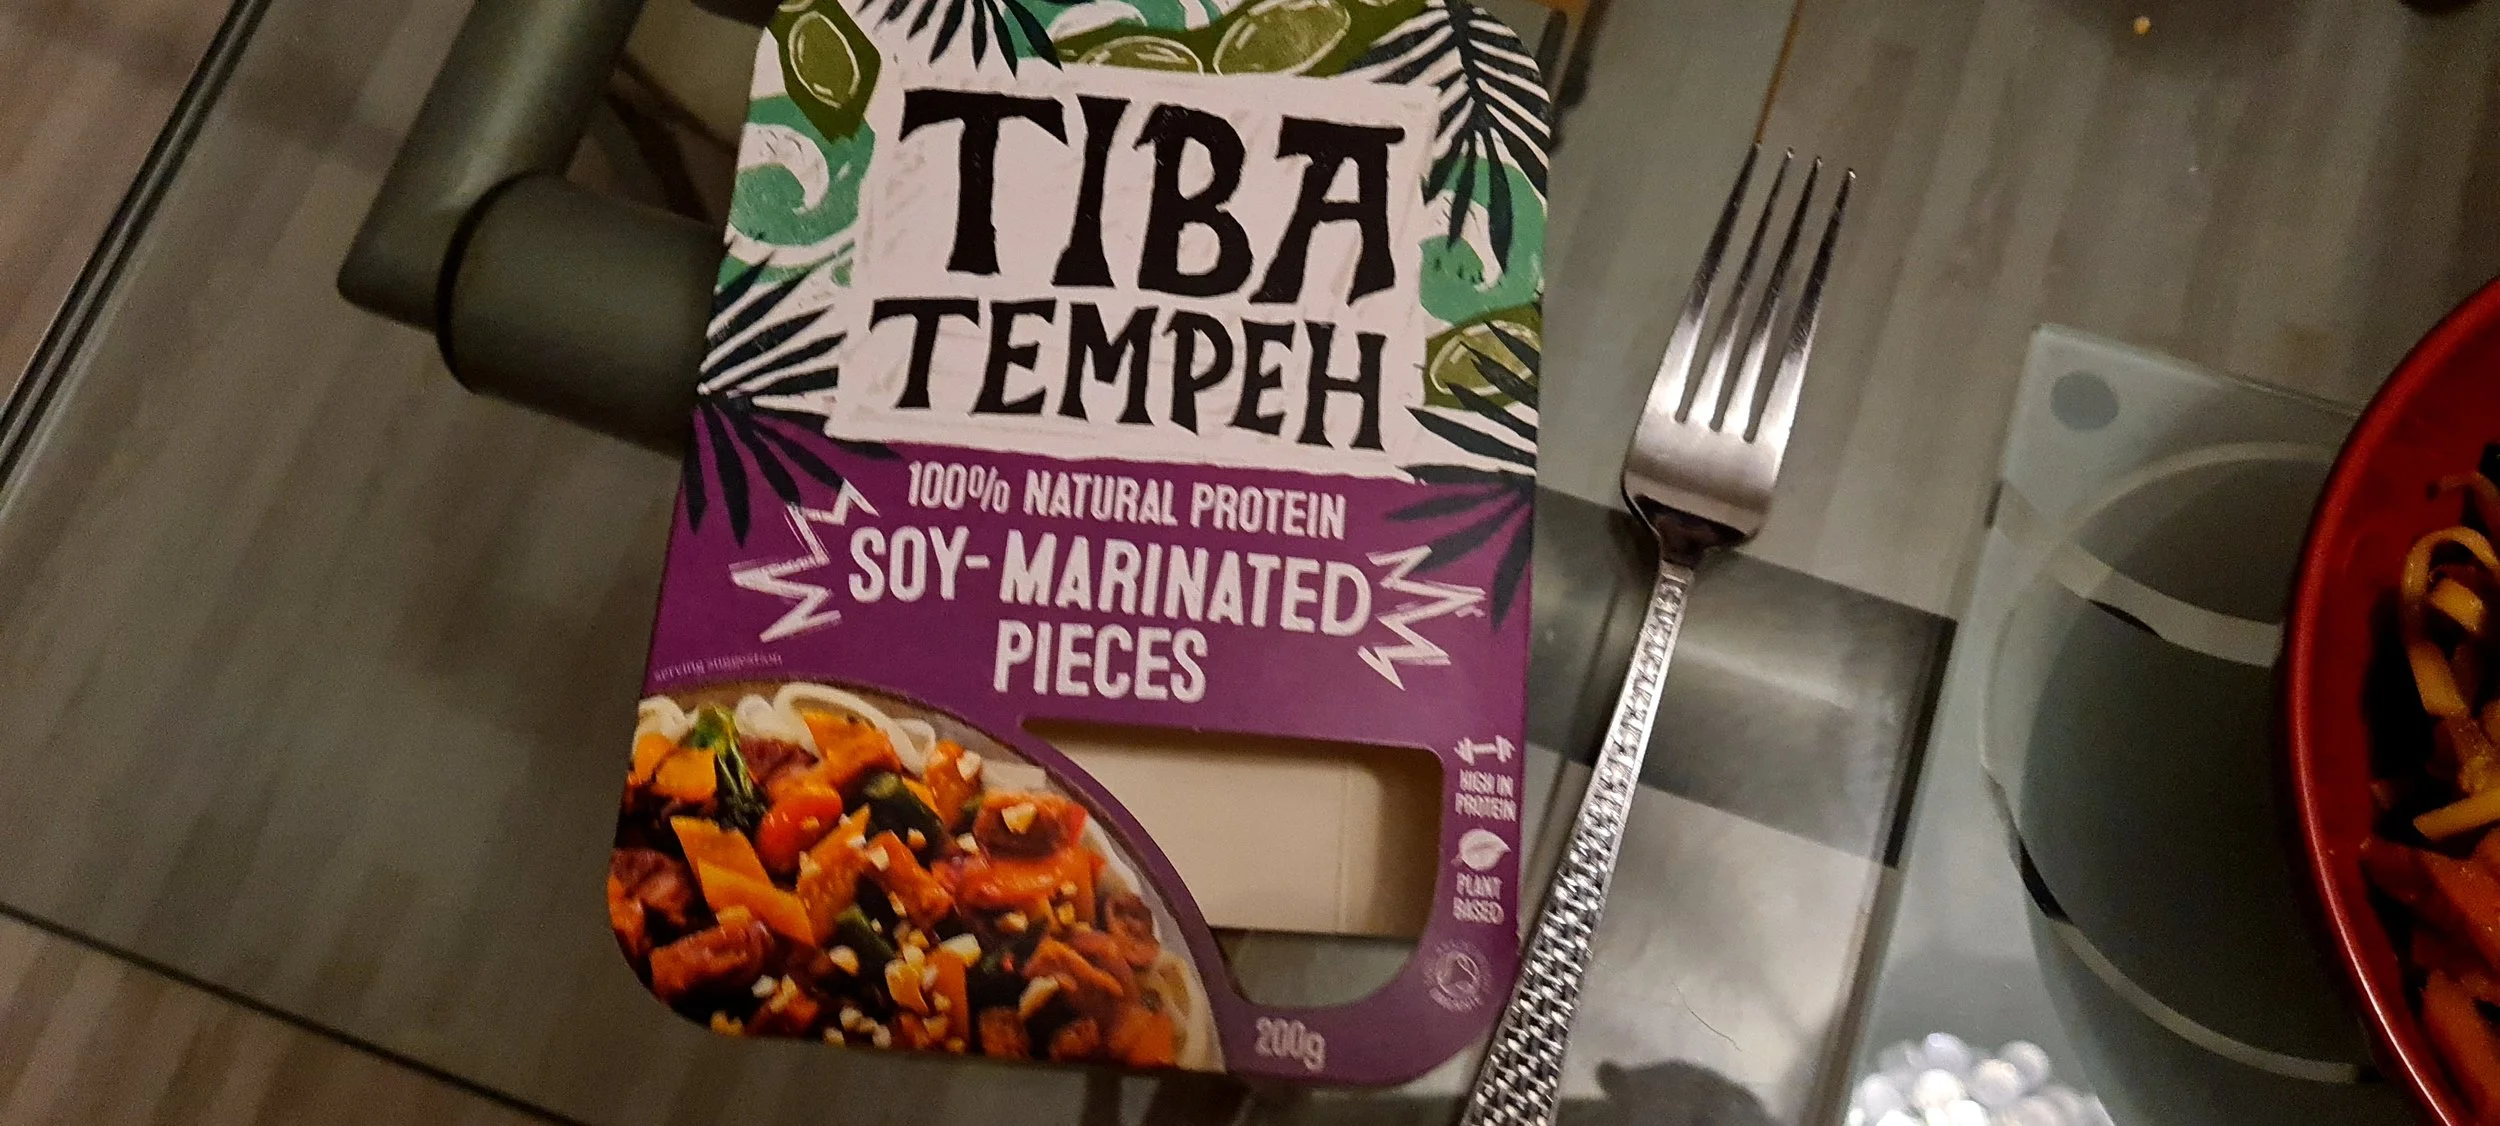 TIBA
TEMPEH
100% NATURAL PROTEIN
SOY-MARINATED
PIECES
serving suggestion
HIGH IN
PROTEIN
PLANT
BASED
200g